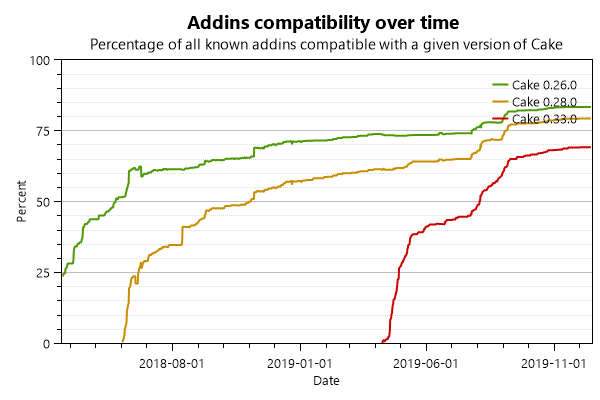 Addins compatibility over time
Percentage of all known addins compatible with a given version of Cake
100
75
50
25
0
Percent
Cake 0.26.0
Cake 0.28.0
Cake 0.33.0
2018-08-01
2019-01-01
2019-06-01
2019-11-01
Date